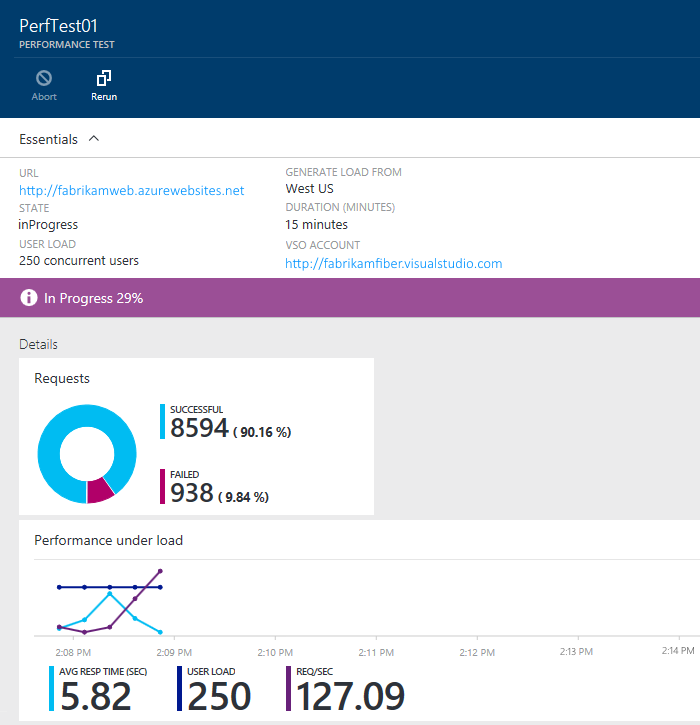 PerfTest01
PERFORMANCE TEST
Abort
Rerun
Essentials
URL
http://fabrikamweb.azurewebsites.net
STATE
inProgress
USER LOAD
250 concurrent users
GENERATE LOAD FROM
West US
DURATION (MINUTES)
15 minutes
VSO ACCOUNT
http://fabrikamfiber.visualstudio.com
In Progress 29%
Details
Requests
SUCCESSFUL
8594 ( 90.16 %)
FAILED
938 ( 9.84 %)
Performance under load
2:08 PM 2:09 PM 2:10 PM 2:11 PM 2:12 PM 2:13 PM 2:14 PM
AVG RESP TIME (SEC)
5.82
USER LOAD
250
REQ/SEC
127.09